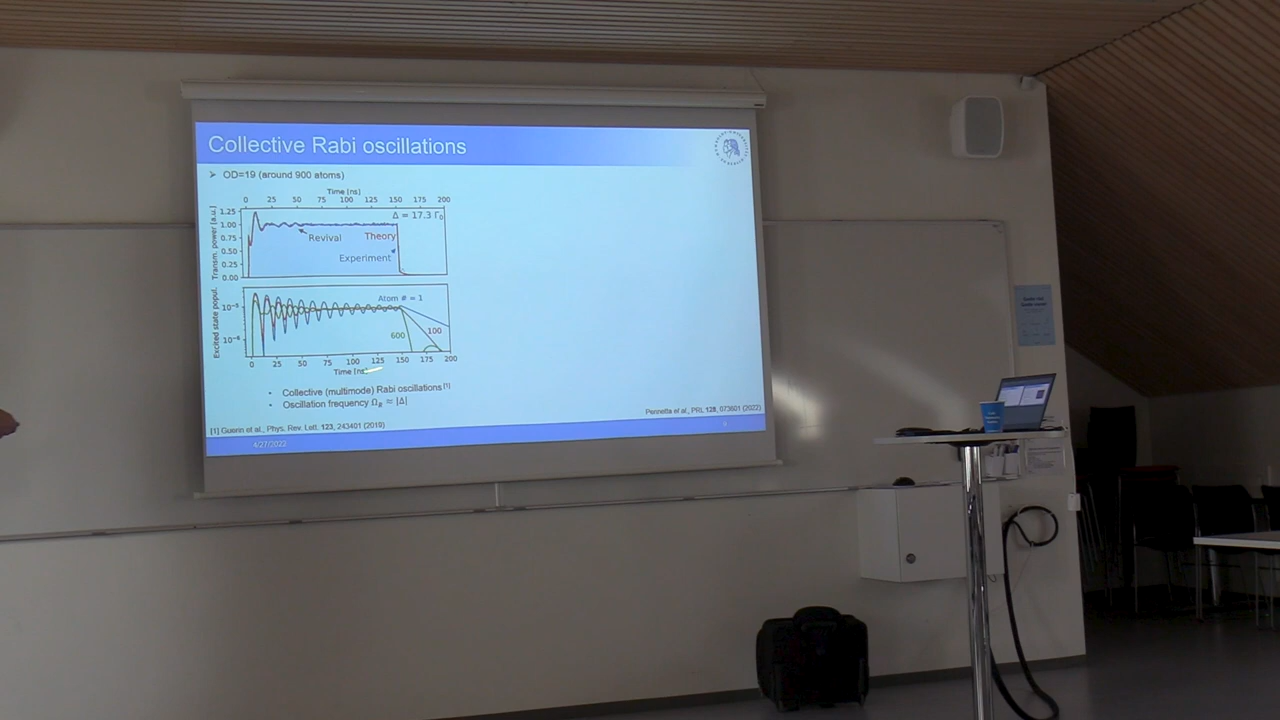 Collective Rabi oscillations
➤ OD=19 (around 900 atoms)
Time [ns]
0 25 50 75 100 125 150 175 200
Transm. power [a.u.]
1.25
1.00
0.75
0.50
0.25
0.00
Δ = 17.3 Γ₀
Revival
Theory
Experiment
Excited state popul.
10⁻⁵
10⁻⁶
Atom # = 1
100
600
0 25 50 75 100 125 150 175 200
Time [ns]
• Collective (multimode) Rabi oscillations [1]
• Oscillation frequency Ω_R ≈ |Δ|
Pennetta et al., PRL 128, 073601 (2022)
[1] Guerin et al., Phys. Rev. Lett. 123, 243401 (2019)
4/27/2022